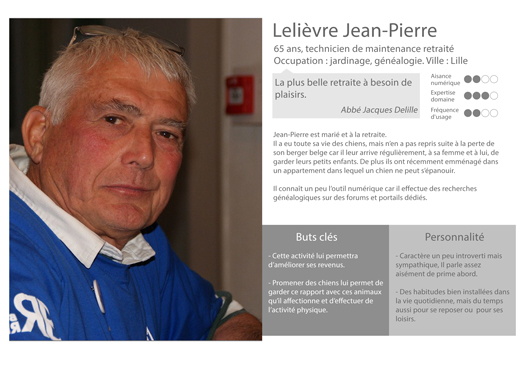 Lelièvre Jean-Pierre
65 ans, technicien de maintenance retraité
Occupation : jardinage, généalogie. Ville : Lille
La plus belle retraite à besoin de
plaisirs.
Abbé Jacques Delille
Aisance
numérique
Expertise
domaine
Fréquence
d'usage
Jean-Pierre est marié et à la retraite.
Il a eu toute sa vie des chiens, mais n'en a pas repris suite à la perte de
son berger belge car il leur arrive régulièrement, à sa femme et à lui, de
garder leurs petits enfants. De plus ils ont récemment emménagé dans
un appartement dans lequel un chien ne peut s'épanouir.
Il connaît un peu l'outil numérique car il effectue des recherches
généalogiques sur des forums et portails dédiés.
Buts clés
- Cette activité lui permettra
d'améliorer ses revenus.
- Promener des chiens lui permet de
garder ce rapport avec ces animaux
qu'il affectionne et d'effectuer de
l'activité physique.
Personnalité
- Caractère un peu introverti mais
sympathique, Il parle assez
aisément de prime abord.
- Des habitudes bien installées dans
la vie quotidienne, mais du temps
aussi pour se reposer ou pour ses
loisirs.